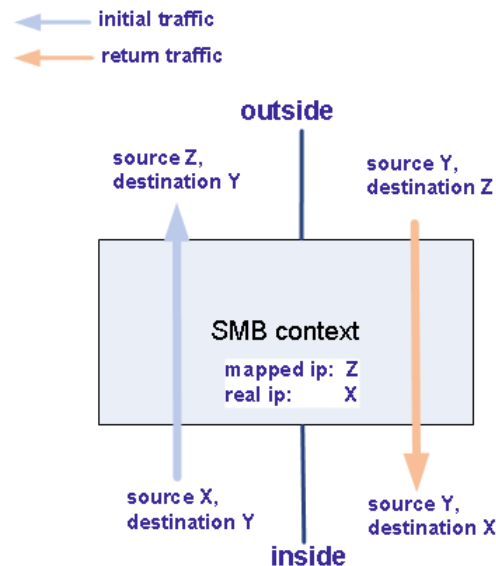 initial traffic
return traffic
outside
source Z,
destination Y
source Y,
destination Z
SMB context
mapped ip: Z
real ip: X
source X,
destination Y
source Y,
destination X
inside